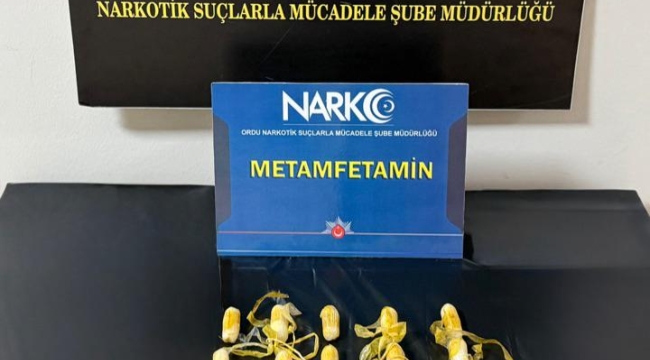 NARKOTİK SUÇLARLA MÜCADELE ŞUBE MÜDÜRLÜĞÜ
NARKO
ORDU NARKOTİK SUÇLARLA MÜCADELE ŞUBE MÜDÜRLÜĞÜ
METAMFETAMİN